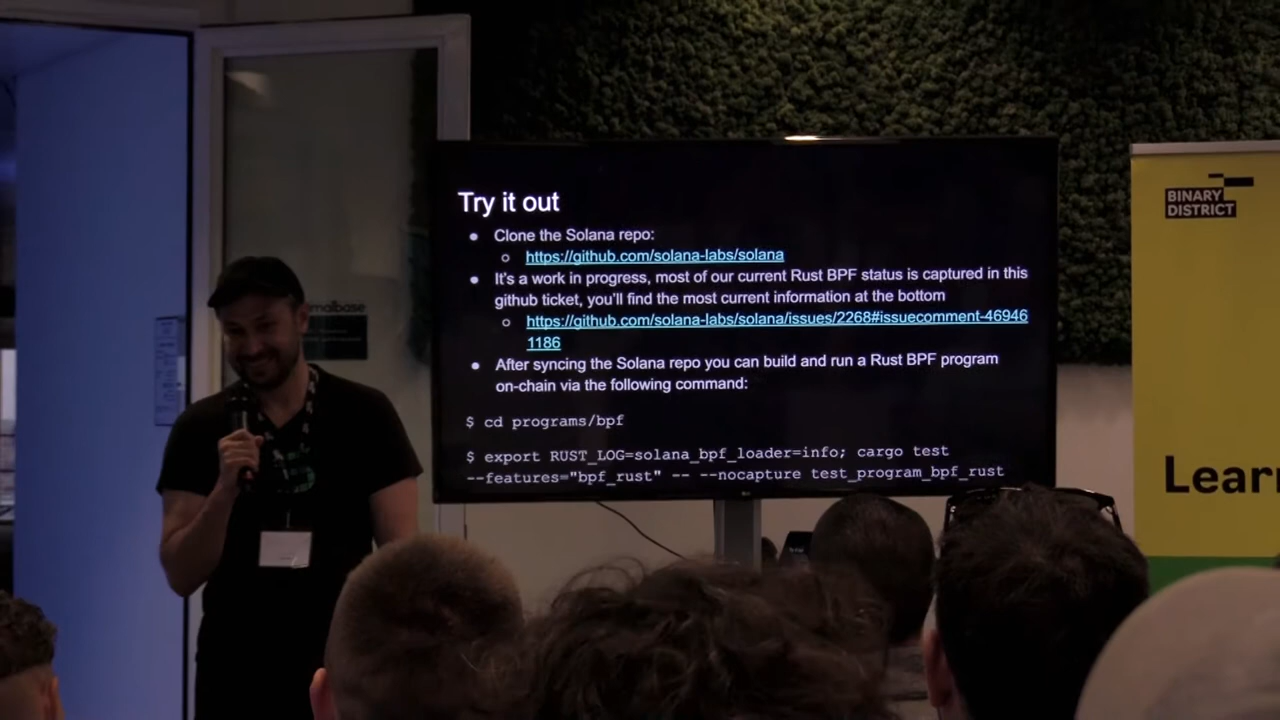 Try it out
Clone the Solana repo:
https://github.com/solana-labs/solana
It's a work in progress, most of our current Rust BPF status is captured in this
github ticket, you'll find the most current information at the bottom
https://github.com/solana-labs/solana/issues/2268#issuecomment-46946
1186
After syncing the Solana repo you can build and run a Rust BPF program
on-chain via the following command:
$ cd programs/bpf
$ export RUST_LOG=solana_bpf_loader=info; cargo test
--features="bpf_rust" -- --nocapture test_program_bpf_rust
BINARY
DISTRICT
Lear